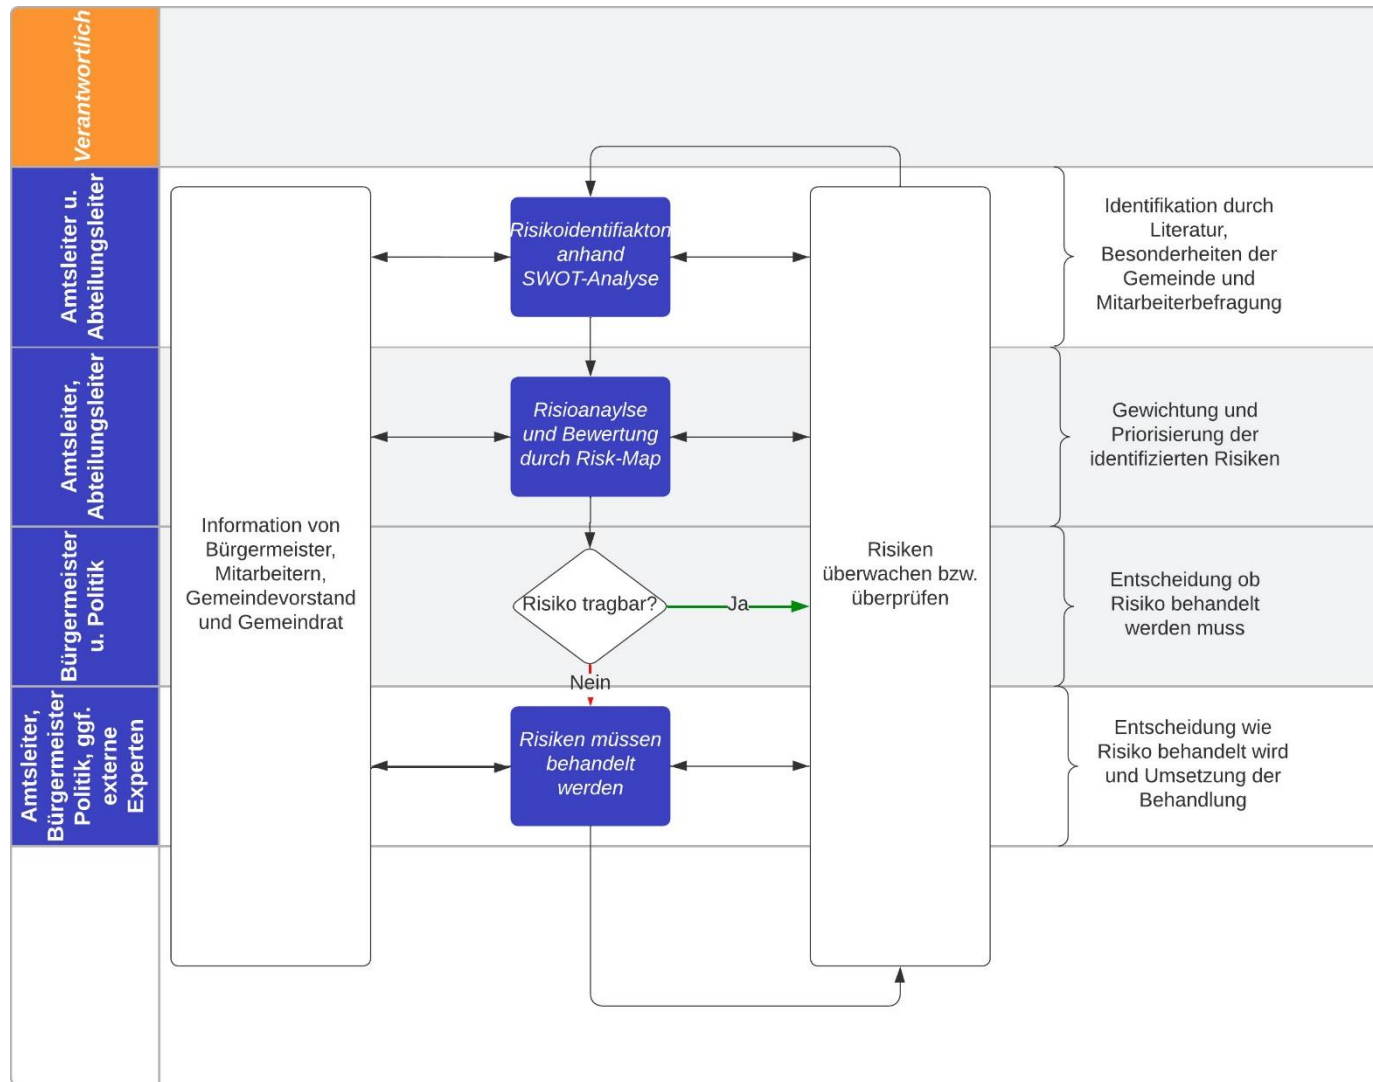 Verantwortlich
Amtsleiter u.
Abteilungsleiter
Risikoidentifiakton
anhand
SWOT-Analyse
Identifikation durch
Literatur,
Besonderheiten der
Gemeinde und
Mitarbeiterbefragung
Amtsleiter,
Abteilungsleiter
Risioanaylse
und Bewertung
durch Risk-Map
Gewichtung und
Priorisierung der
identifizierten Risiken
Bürgermeister
u. Politik
Information von
Bürgermeister,
Mitarbeitern,
Gemeindevorstand
und Gemeindrat
Risiko tragbar?
Ja
Nein
Risiken
überwachen bzw.
überprüfen
Entscheidung ob
Risiko behandelt
werden muss
Amtsleiter,
Bürgermeister
Politik, ggf.
externe
Experten
Risiken müssen
behandelt
werden
Entscheidung wie
Risiko behandelt wird
und Umsetzung der
Behandlung